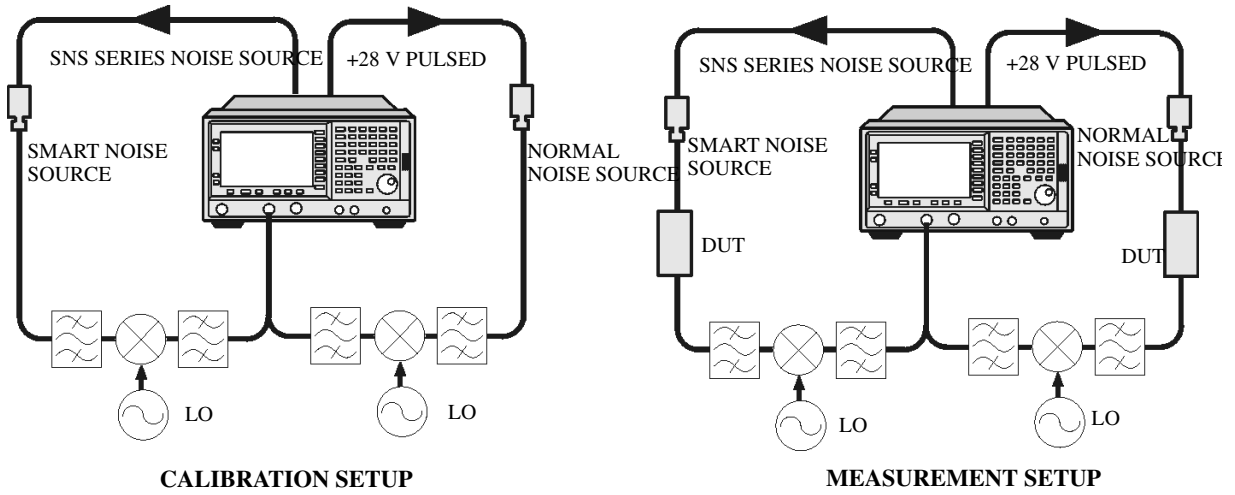 SNS SERIES NOISE SOURCE
+28 V PULSED
SMART NOISE
SOURCE
NORMAL
NOISE SOURCE
LO
LO
CALIBRATION SETUP
SNS SERIES NOISE SOURCE
+28 V PULSED
SMART NOISE
SOURCE
NORMAL
NOISE SOURCE
DUT
DUT
LO
LO
MEASUREMENT SETUP